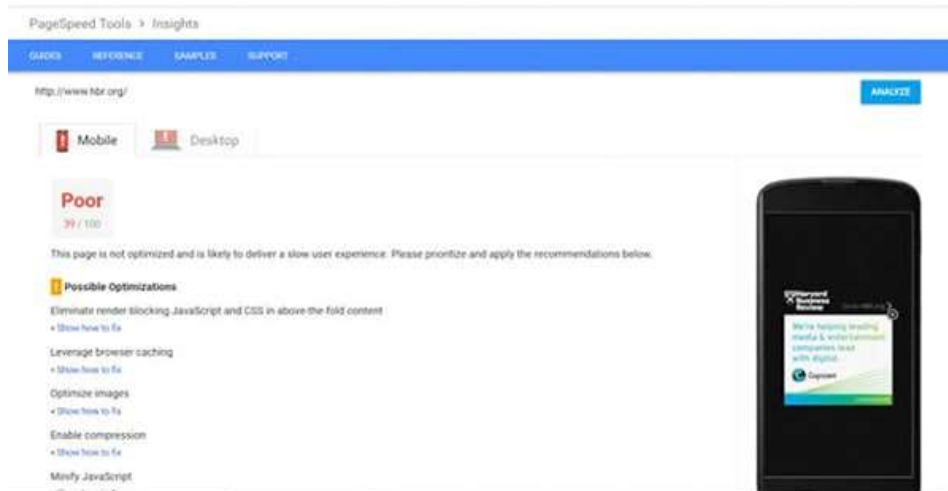 PageSpeed Tools > Insights
GUIDES REFERENCE SAMPLES SUPPORT
http://www.hbr.org/
ANALYZE
Mobile Desktop
Poor
39 / 100
This page is not optimized and is likely to deliver a slow user experience. Please prioritize and apply the recommendations below.
! Possible Optimizations
Eliminate render blocking JavaScript and CSS in above-the-fold content
Show how to fix
Leverage browser caching
Show how to fix
Optimize images
Show how to fix
Enable compression
Show how to fix
Minify JavaScript
Harvard
Business
Review
We're helping leading
media & entertainment
companies lead
with digital.
Cognizant